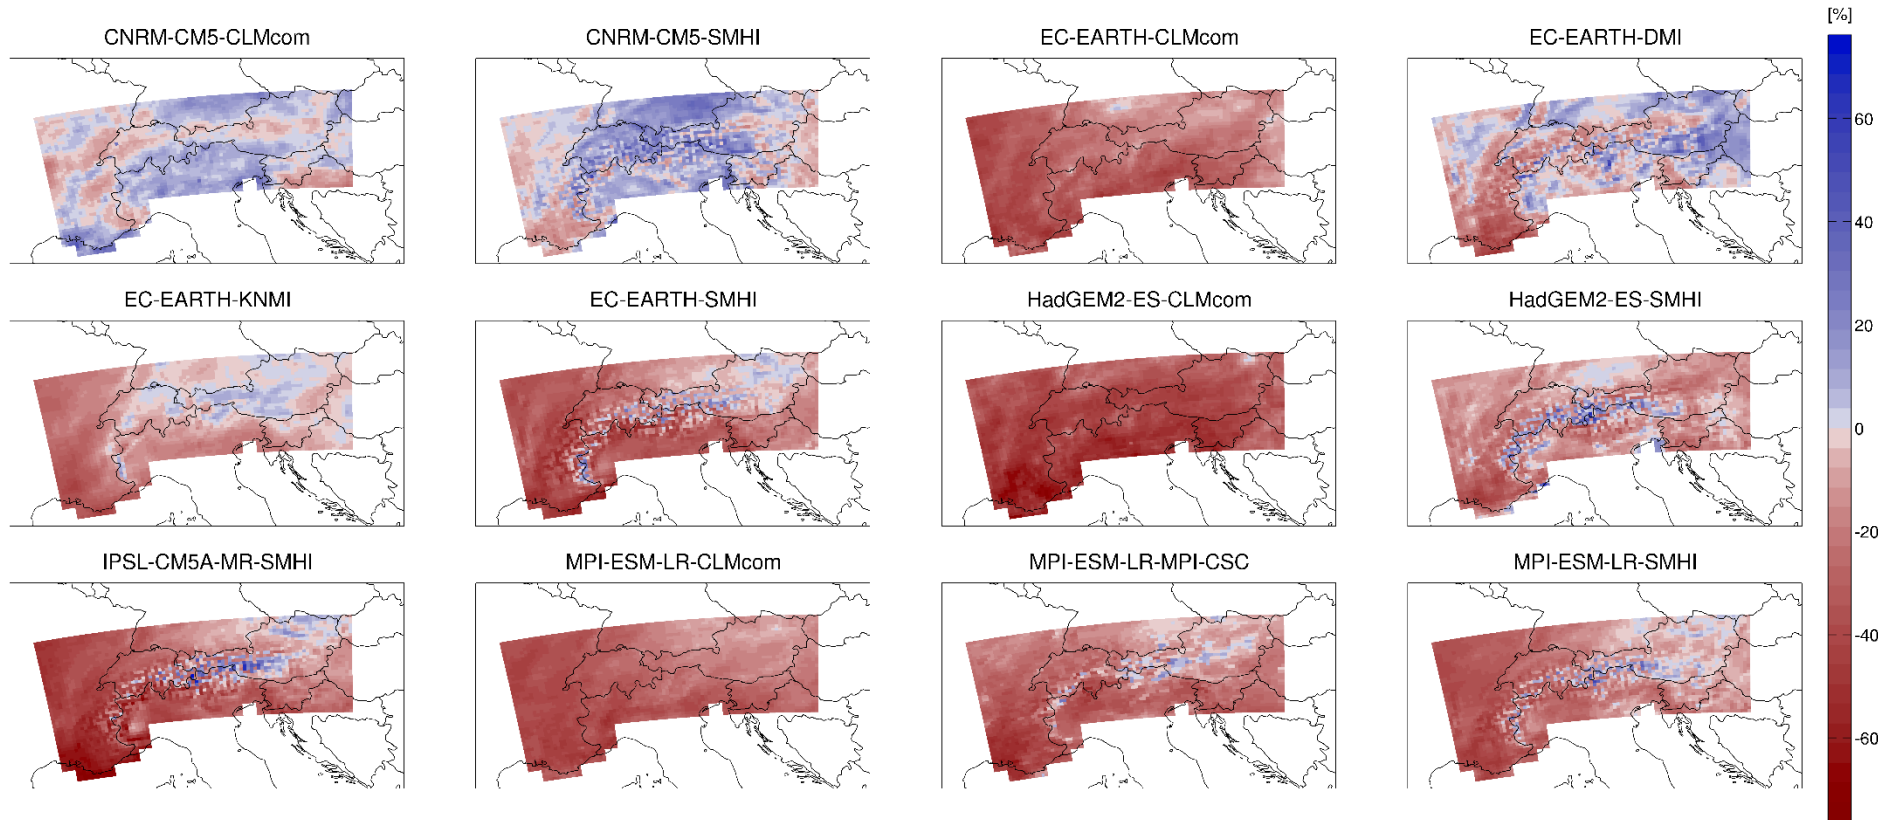 [%]
CNRM-CM5-CLMcom CNRM-CM5-SMHI EC-EARTH-CLMcom EC-EARTH-DMI
60
40
EC-EARTH-KNMI EC-EARTH-SMHI HadGEM2-ES-CLMcom HadGEM2-ES-SMHI
20
0
-20
IPSL-CM5A-MR-SMHI MPI-ESM-LR-CLMcom MPI-ESM-LR-MPI-CSC MPI-ESM-LR-SMHI
-40
-60